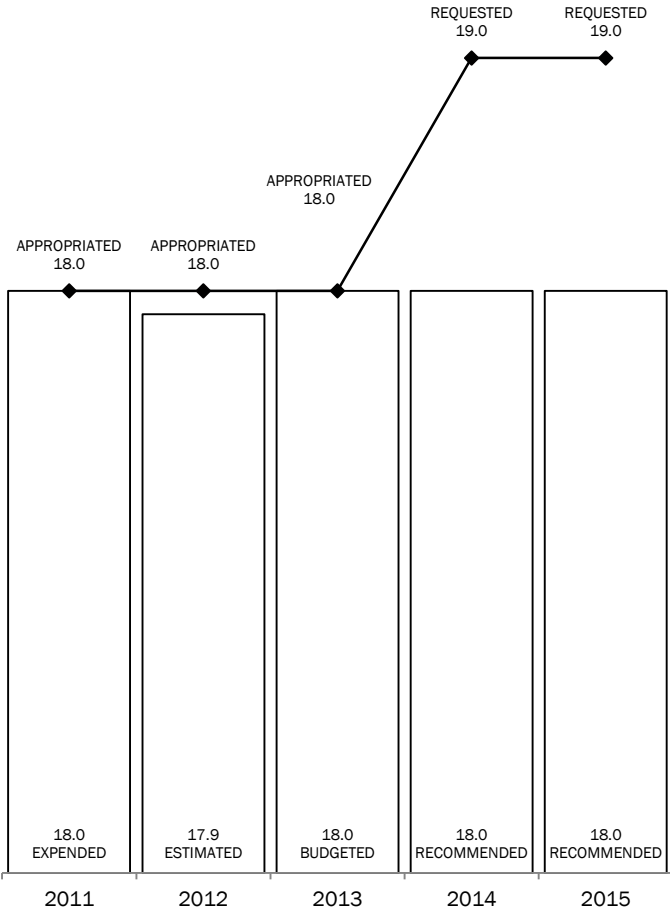 REQUESTED
19.0
REQUESTED
19.0
APPROPRIATED
18.0
APPROPRIATED
18.0
APPROPRIATED
18.0
18.0
EXPENDED
17.9
ESTIMATED
18.0
BUDGETED
18.0
RECOMMENDED
18.0
RECOMMENDED
2011
2012
2013
2014
2015